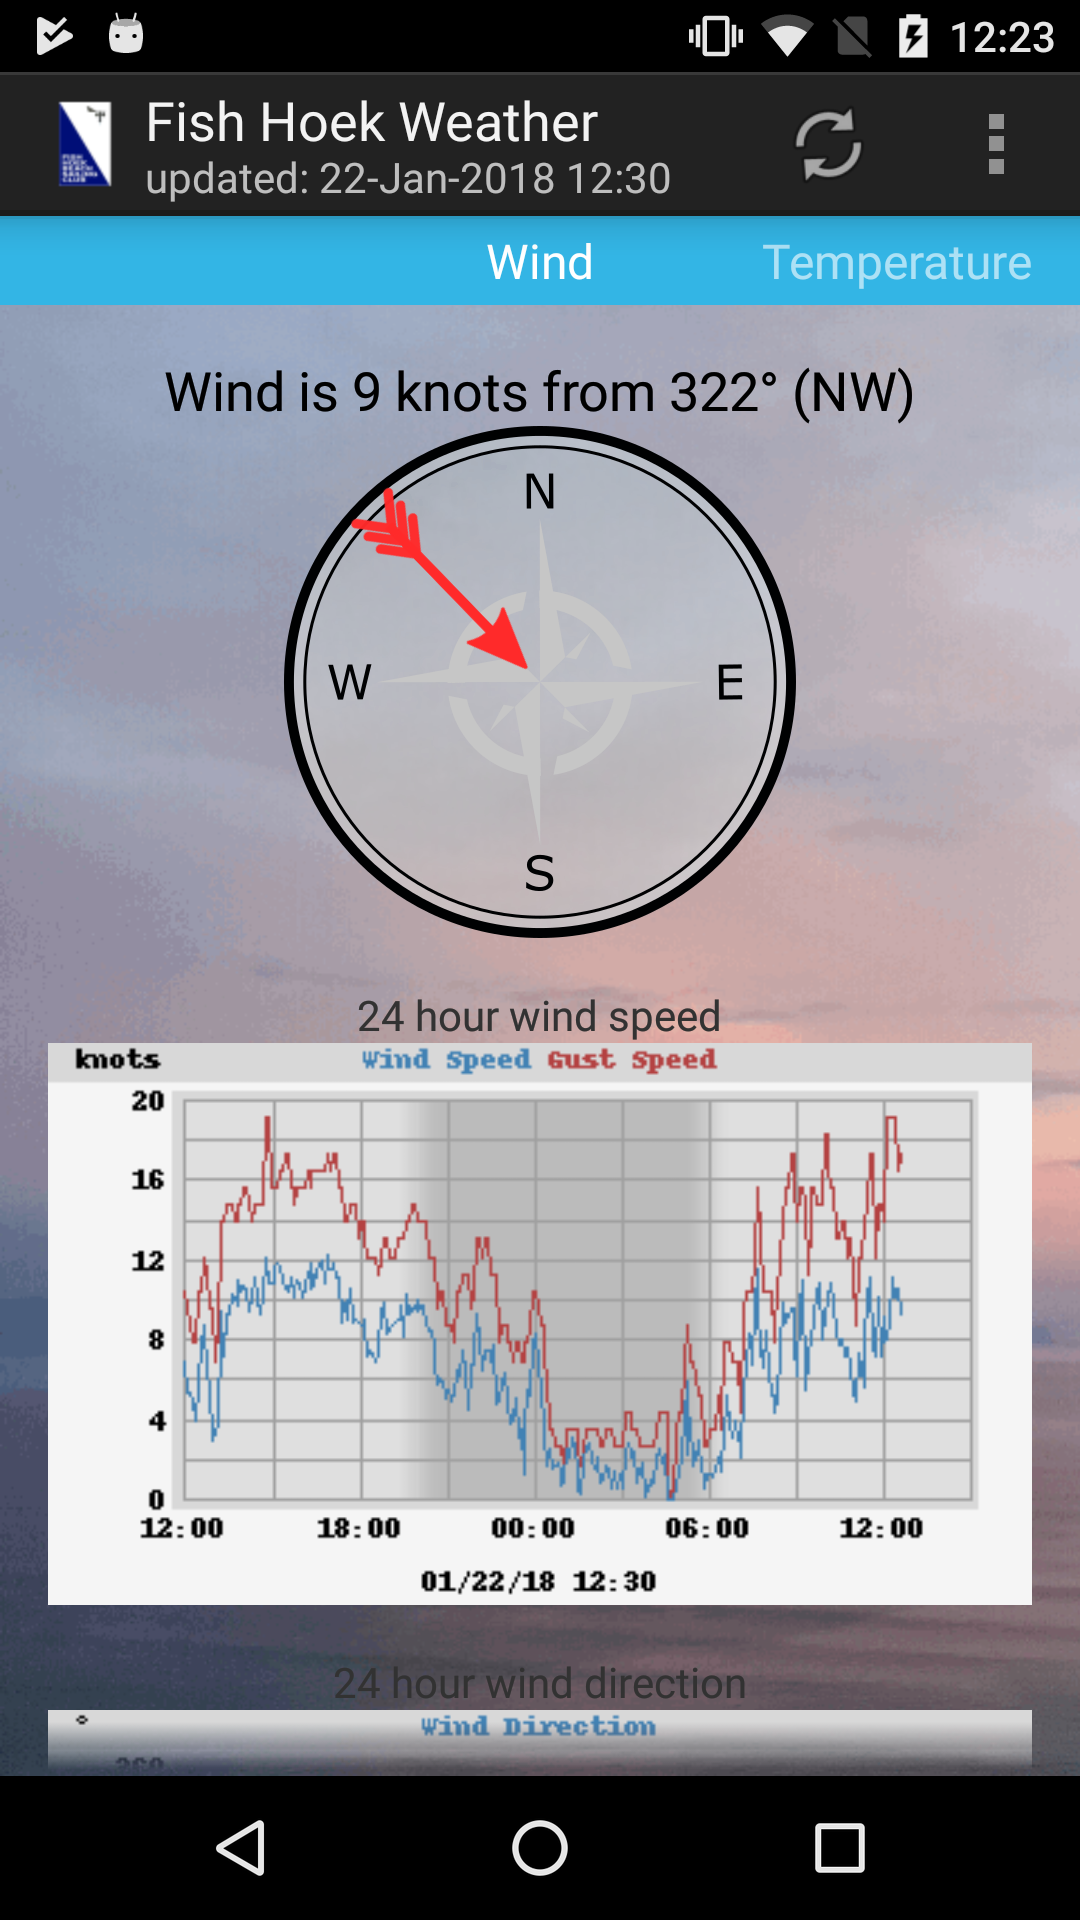 12:23
Fish Hoek Weather
updated: 22-Jan-2018 12:30
Wind Temperature
Wind is 9 knots from 322° (NW)
N
W E
S
24 hour wind speed
knots Wind Speed Gust Speed
20
16
12
8
4
0
12:00 18:00 00:00 06:00 12:00
01/22/18 12:30
24 hour wind direction
° Wind Direction